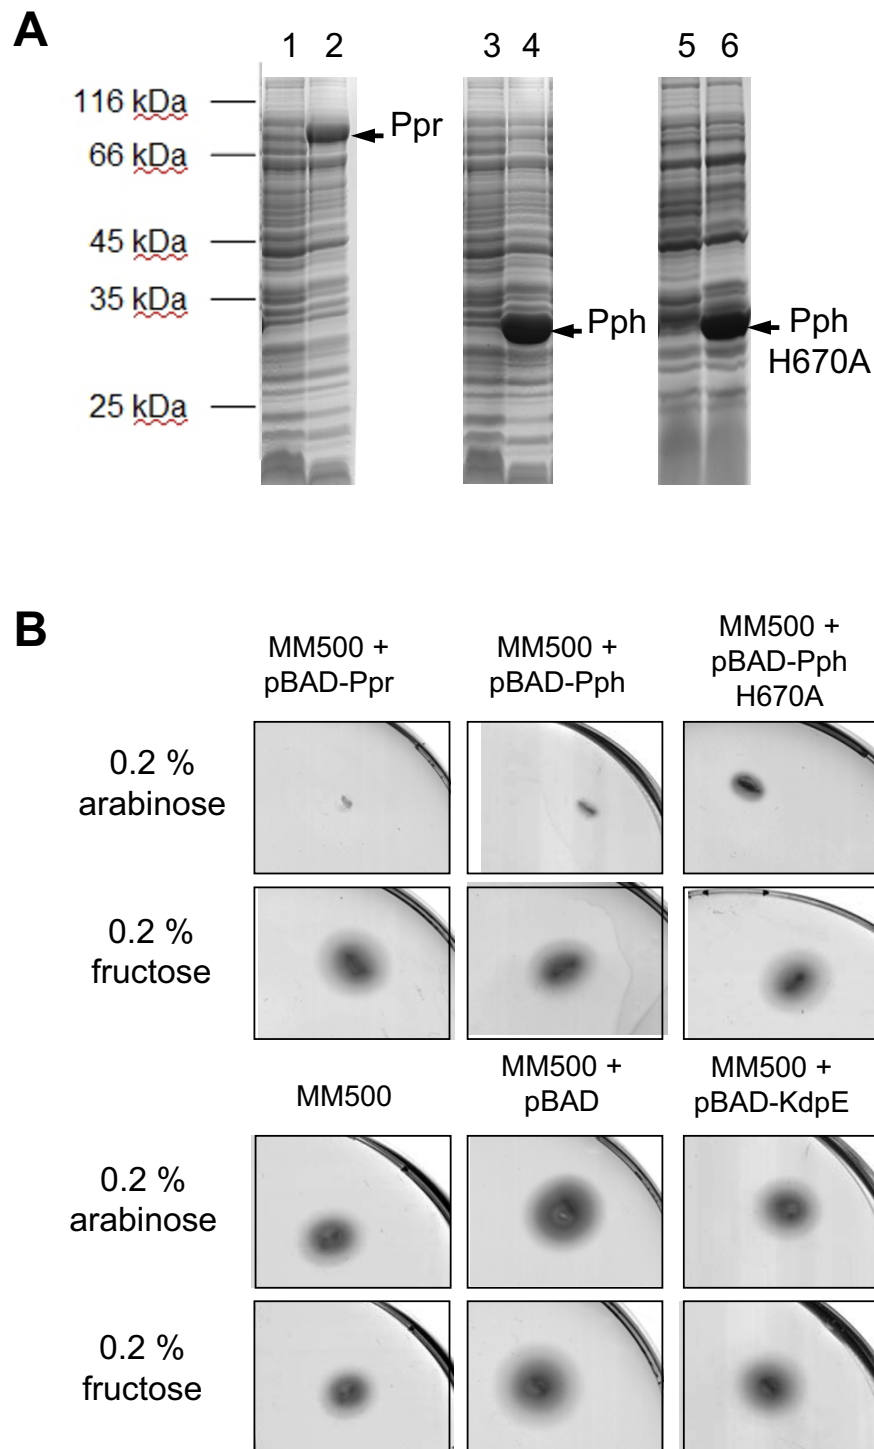 A
1 2 3 4 5 6
116 kDa
66 kDa
45 kDa
35 kDa
25 kDa
Ppr
Pph
Pph
H670A
B
MM500 +
pBAD-Ppr
MM500 +
pBAD-Pph
MM500 +
pBAD-Pph
H670A
0.2 %
arabinose
0.2 %
fructose
MM500
MM500 +
pBAD
MM500 +
pBAD-KdpE
0.2 %
arabinose
0.2 %
fructose